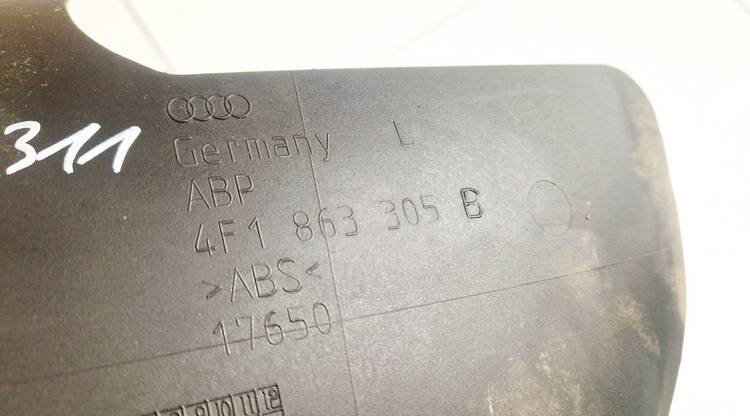 311
Germany L
ABP
4F1 863 305 B
>ABS<
17650